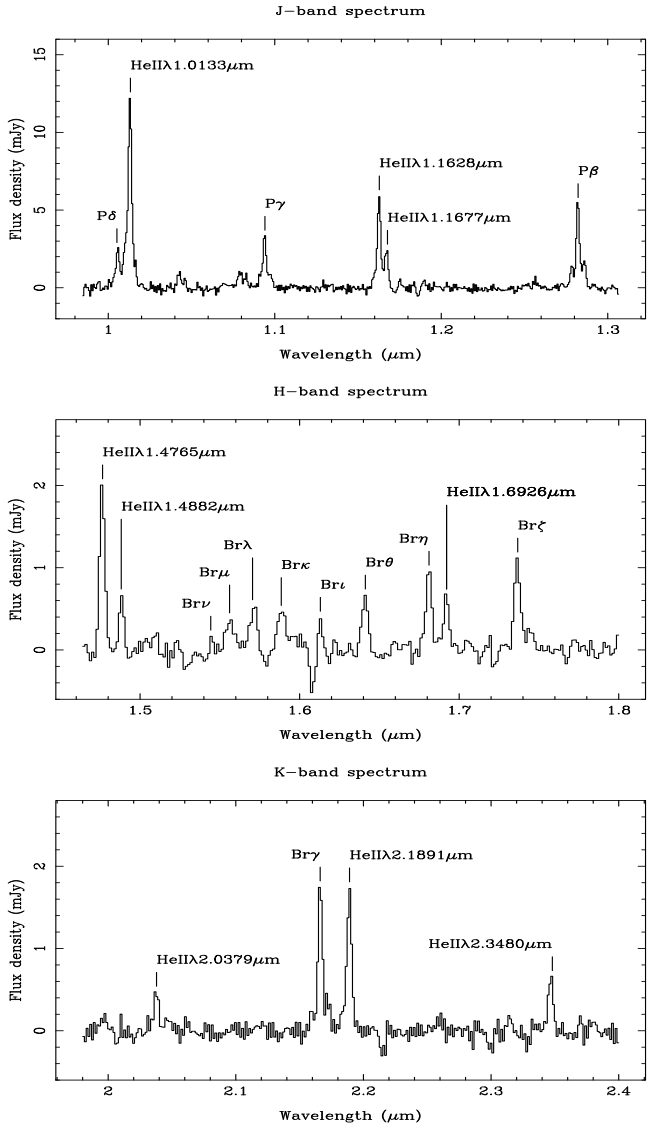 J-band spectrum
15
10
5
0
Flux density (mJy)
HeIIλ1.0133μm
Pδ
Pγ
HeIIλ1.1628μm
HeIIλ1.1677μm
Pβ
1
1.1
1.2
1.3
Wavelength (μm)
H-band spectrum
2
1
0
Flux density (mJy)
HeIIλ1.4765μm
HeIIλ1.4882μm
Brν
Brμ
Brλ
Brκ
Brι
Brθ
Brη
HeIIλ1.6926μm
Brζ
1.5
1.6
1.7
1.8
Wavelength (μm)
K-band spectrum
2
1
0
Flux density (mJy)
HeIIλ2.0379μm
Brγ
HeIIλ2.1891μm
HeIIλ2.3480μm
2
2.1
2.2
2.3
2.4
Wavelength (μm)